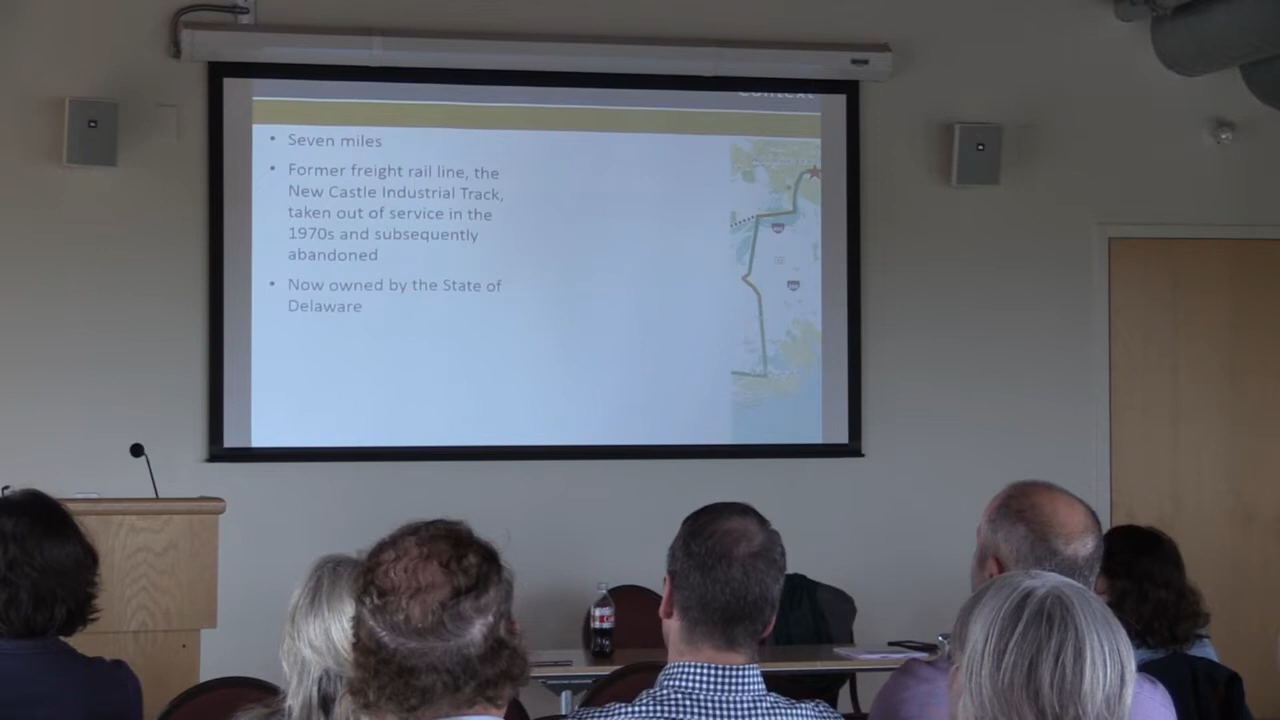 Context
• Seven miles
• Former freight rail line, the
New Castle Industrial Track,
taken out of service in the
1970s and subsequently
abandoned
• Now owned by the State of
Delaware